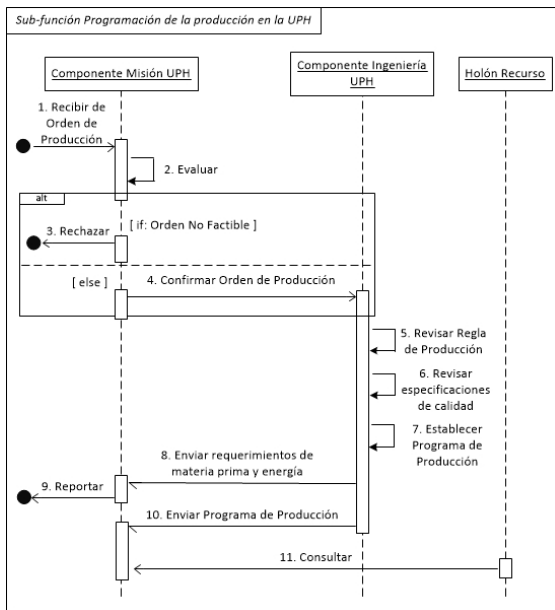 Sub-función Programación de la producción en la UPH
Componente Misión UPH
Componente Ingeniería
UPH
Holón Recurso
1. Recibir de
Orden de
Producción
2. Evaluar
alt
[ if: Orden No Factible ]
3. Rechazar
[ else ]
4. Confirmar Orden de Producción
5. Revisar Regla
de Producción
6. Revisar
especificaciones
de calidad
7. Establecer
Programa de
Producción
8. Enviar requerimientos de
materia prima y energía
9. Reportar
10. Enviar Programa de Producción
11. Consultar